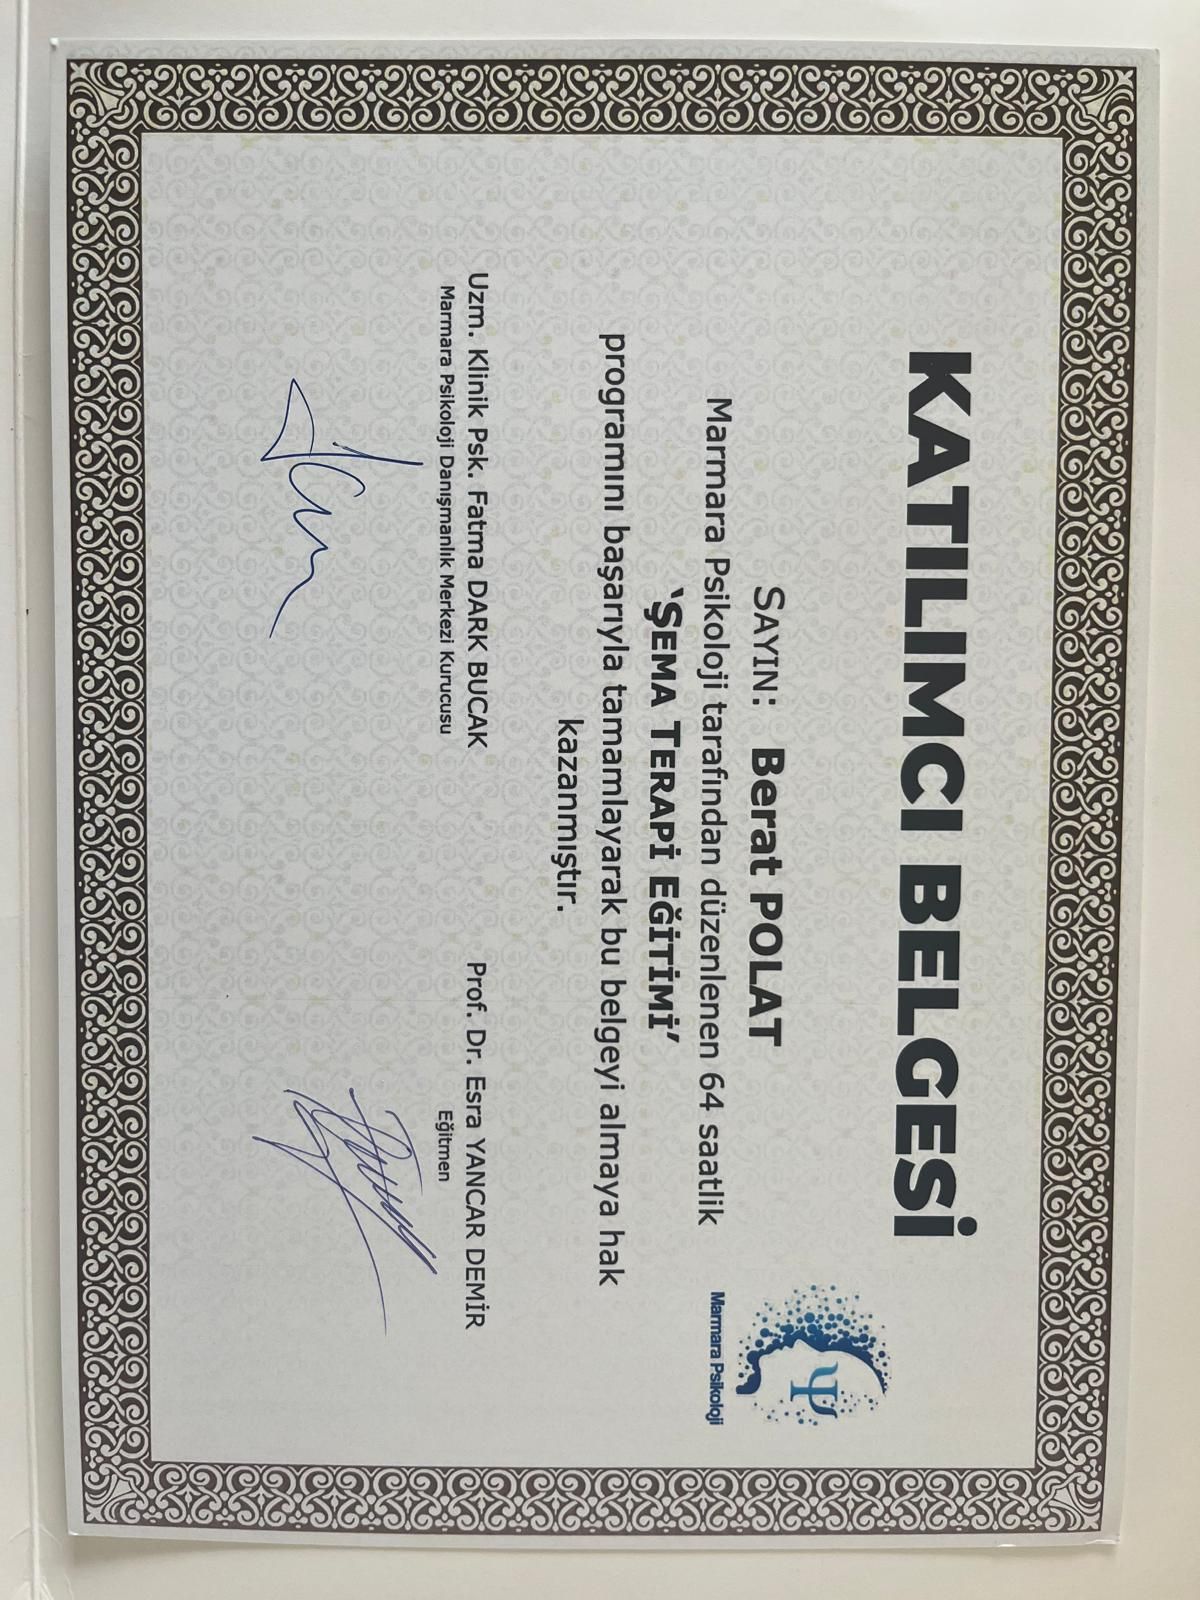 KATILIMCI BELGESİ
Ψ
Marmara Psikoloji
SAYIN: Berat POLAT
Marmara Psikoloji tarafından düzenlenen 64 saatlik
‘ŞEMA TERAPİ EĞİTİMİ’
programını başarıyla tamamlayarak bu belgeyi almaya hak
kazanmıştır.
Uzm. Klinik Psk. Fatma DARK BUCAK
Marmara Psikoloji Danışmanlık Merkezi Kurucusu
Prof. Dr. Esra YANCAR DEMİR
Eğitmen